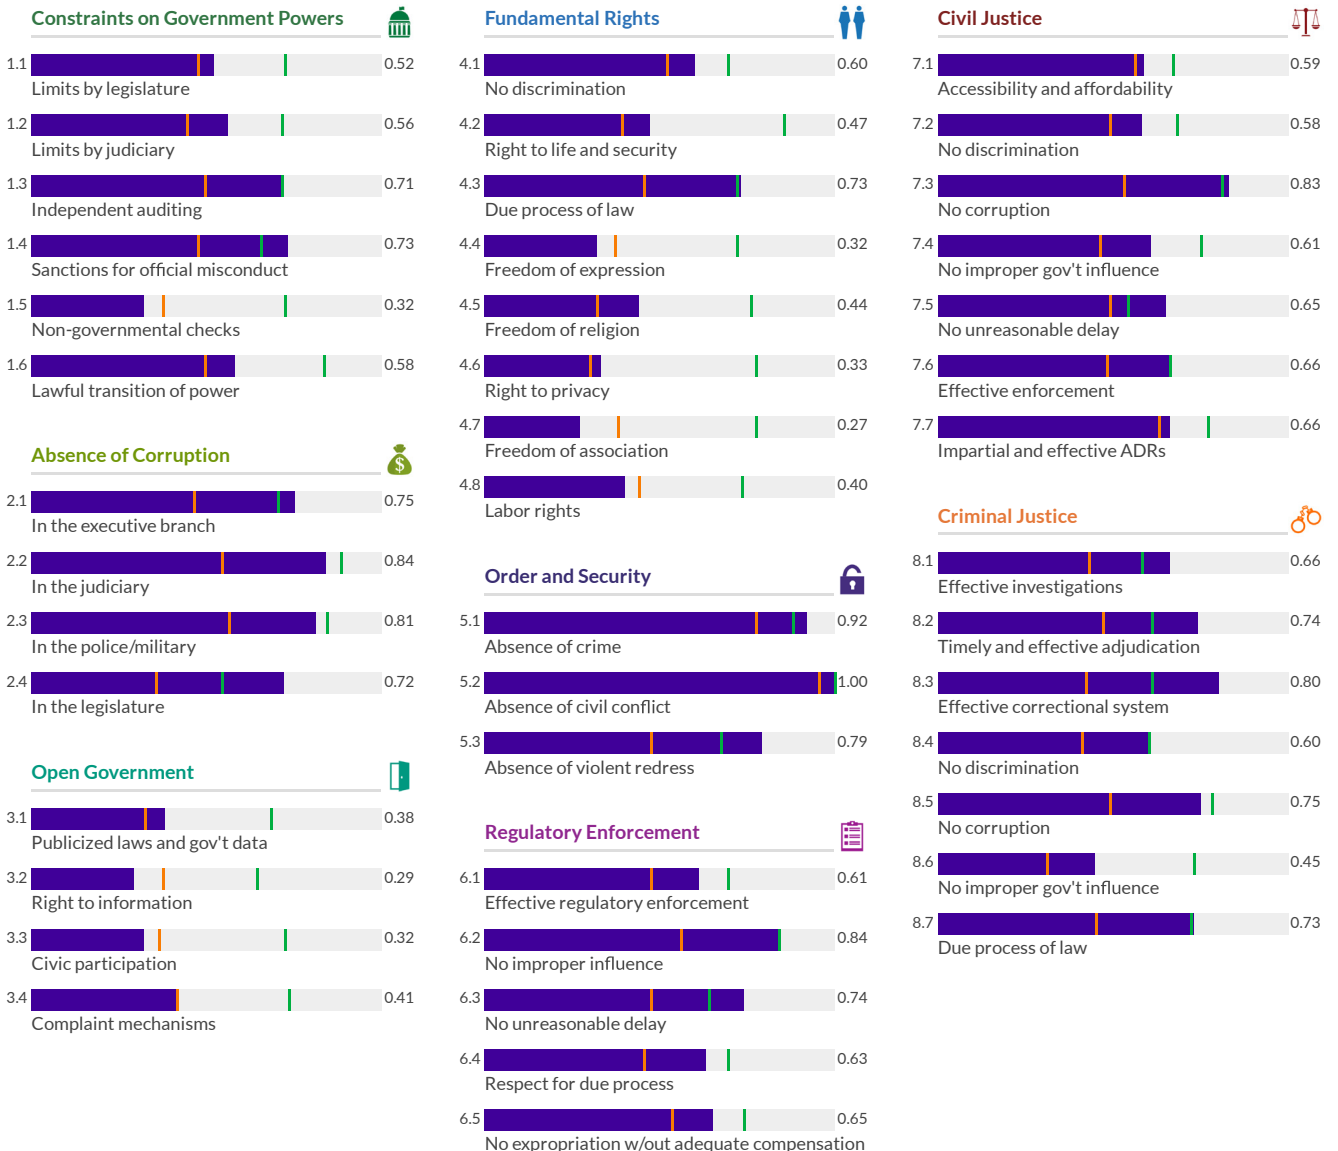 Constraints on Government Powers
1.1 0.52
Limits by legislature
1.2 0.56
Limits by judiciary
1.3 0.71
Independent auditing
1.4 0.73
Sanctions for official misconduct
1.5 0.32
Non-governmental checks
1.6 0.58
Lawful transition of power
Absence of Corruption
$
2.1 0.75
In the executive branch
2.2 0.84
In the judiciary
2.3 0.81
In the police/military
2.4 0.72
In the legislature
Open Government
3.1 0.38
Publicized laws and gov't data
3.2 0.29
Right to information
3.3 0.32
Civic participation
3.4 0.41
Complaint mechanisms
Fundamental Rights
4.1 0.60
No discrimination
4.2 0.47
Right to life and security
4.3 0.73
Due process of law
4.4 0.32
Freedom of expression
4.5 0.44
Freedom of religion
4.6 0.33
Right to privacy
4.7 0.27
Freedom of association
4.8 0.40
Labor rights
Order and Security
5.1 0.92
Absence of crime
5.2 1.00
Absence of civil conflict
5.3 0.79
Absence of violent redress
Regulatory Enforcement
6.1 0.61
Effective regulatory enforcement
6.2 0.84
No improper influence
6.3 0.74
No unreasonable delay
6.4 0.63
Respect for due process
6.5 0.65
No expropriation w/out adequate compensation
Civil Justice
7.1 0.59
Accessibility and affordability
7.2 0.58
No discrimination
7.3 0.83
No corruption
7.4 0.61
No improper gov't influence
7.5 0.65
No unreasonable delay
7.6 0.66
Effective enforcement
7.7 0.66
Impartial and effective ADRs
Criminal Justice
8.1 0.66
Effective investigations
8.2 0.74
Timely and effective adjudication
8.3 0.80
Effective correctional system
8.4 0.60
No discrimination
8.5 0.75
No corruption
8.6 0.45
No improper gov't influence
8.7 0.73
Due process of law